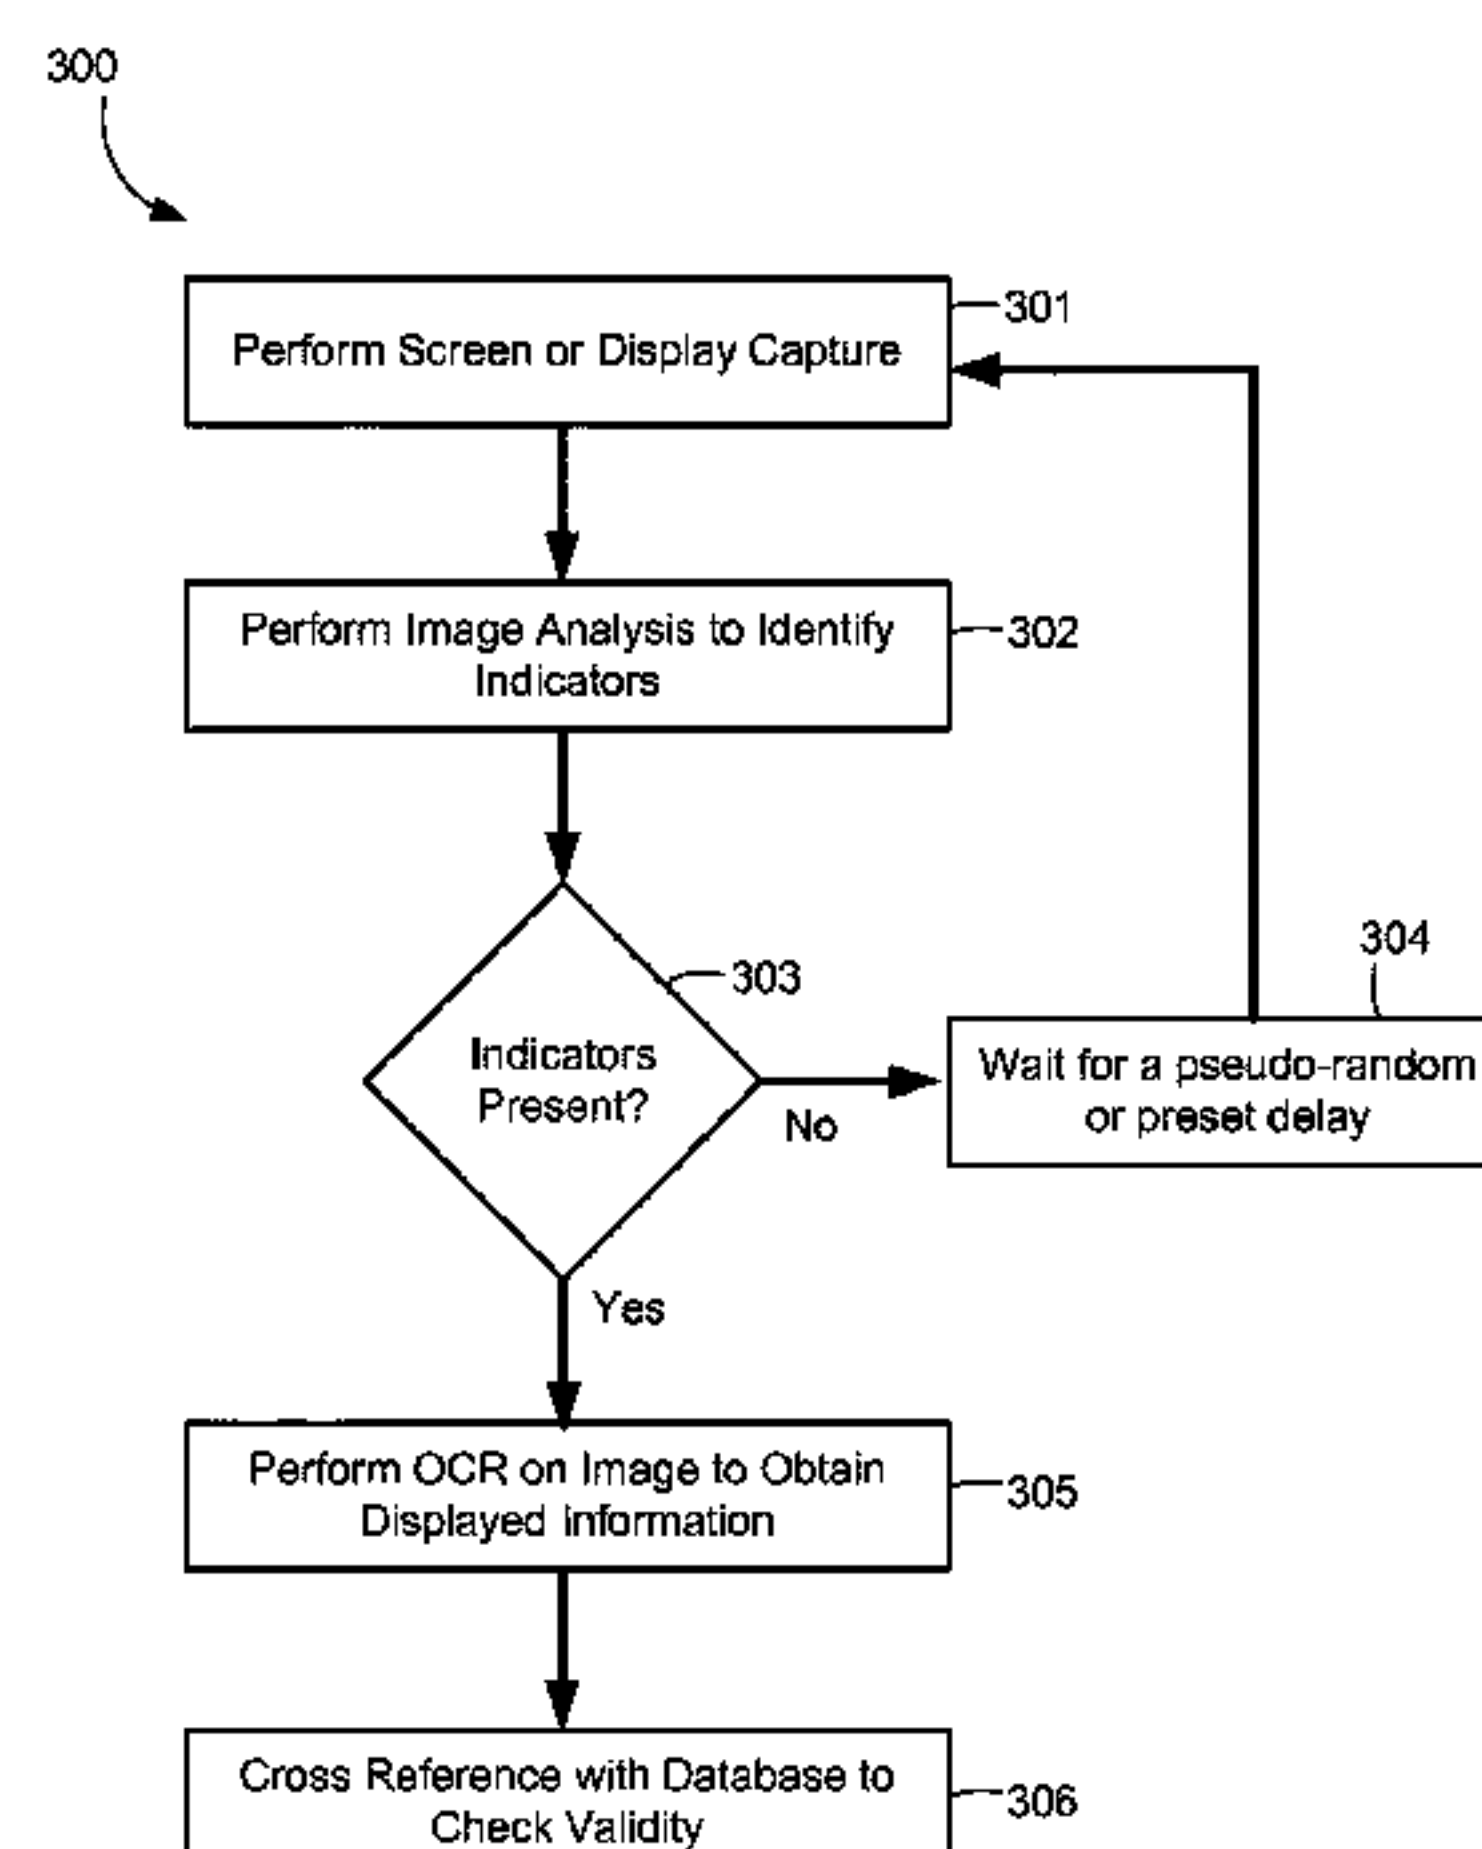 300
Perform Screen or Display Capture
301
Perform Image Analysis to Identify
Indicators
302
303
Indicators
Present?
No
304
Wait for a pseudo-random
or preset delay
Yes
Perform OCR on Image to Obtain
Displayed Information
305
Cross Reference with Database to
Check Validity
306